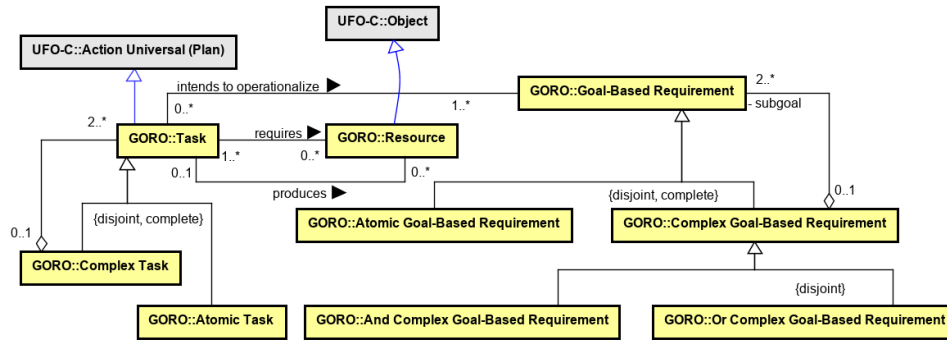 UFO-C::Object
UFO-C::Action Universal (Plan)
intends to operationalize ▶
0..*
1..*
GORO::Goal-Based Requirement
2..*
- subgoal
2..*
GORO::Task
1..*
requires ▶
0..*
GORO::Resource
0..1
0..*
produces ▶
{disjoint, complete}
{disjoint, complete}
0..1
GORO::Atomic Goal-Based Requirement
GORO::Complex Goal-Based Requirement
0..1
GORO::Complex Task
{disjoint}
GORO::Atomic Task
GORO::And Complex Goal-Based Requirement
GORO::Or Complex Goal-Based Requirement